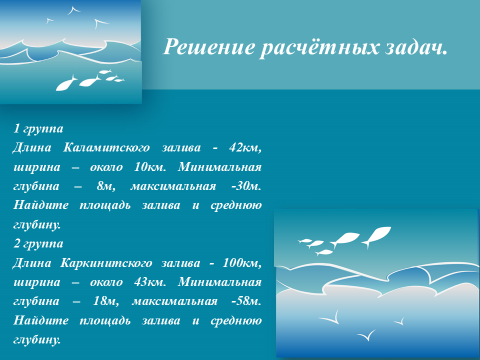 Решение расчётных задач.
1 группа
Длина Каламитского залива - 42км,
ширина – около 10км. Минимальная
глубина – 8м, максимальная -30м.
Найдите площадь залива и среднюю
глубину.
2 группа
Длина Каркинитского залива - 100км,
ширина – около 43км. Минимальная
глубина – 18м, максимальная -58м.
Найдите площадь залива и среднюю
глубину.